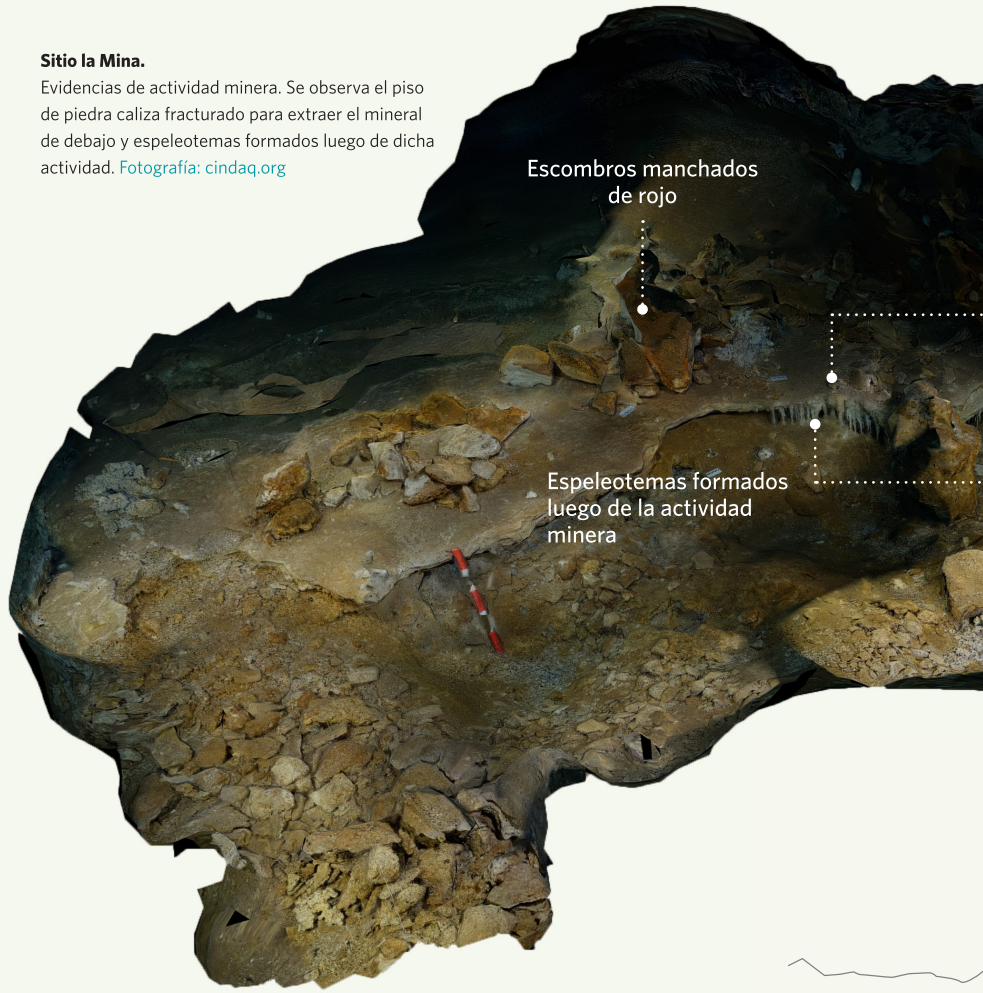 Sitio la Mina.
Evidencias de actividad minera. Se observa el piso
de piedra caliza fracturado para extraer el mineral
de debajo y espeleotemas formados luego de dicha
actividad. Fotografía: cindaq.org
Escombros manchados
de rojo
Espeleotemas formados
luego de la actividad
minera